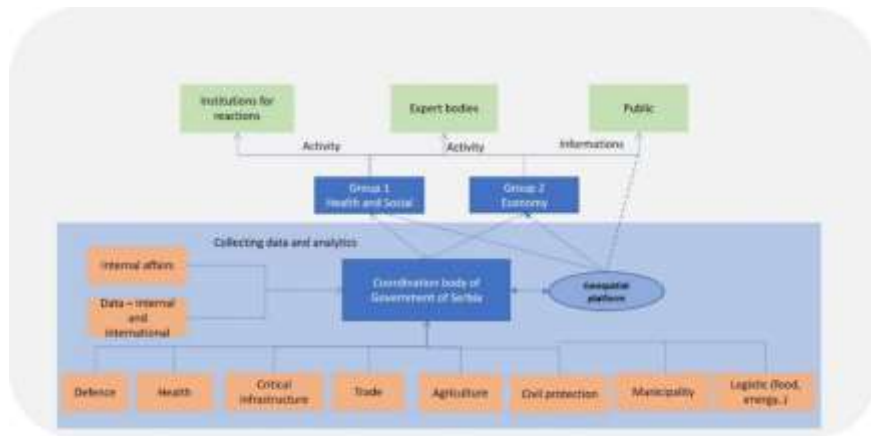 Institutions for
reactions
Expert bodies
Public
Activity
Activity
Informations
Group 1
Health and Social
Group 2
Economy
Collecting data and analytics
Internal affairs
Data – Internal
and
international
Coordination body of
Government of Serbia
Geospatial
platform
Defence
Health
Critical
infrastructure
Trade
Agriculture
Civil protection
Municipality
Logistic (food,
energy..)